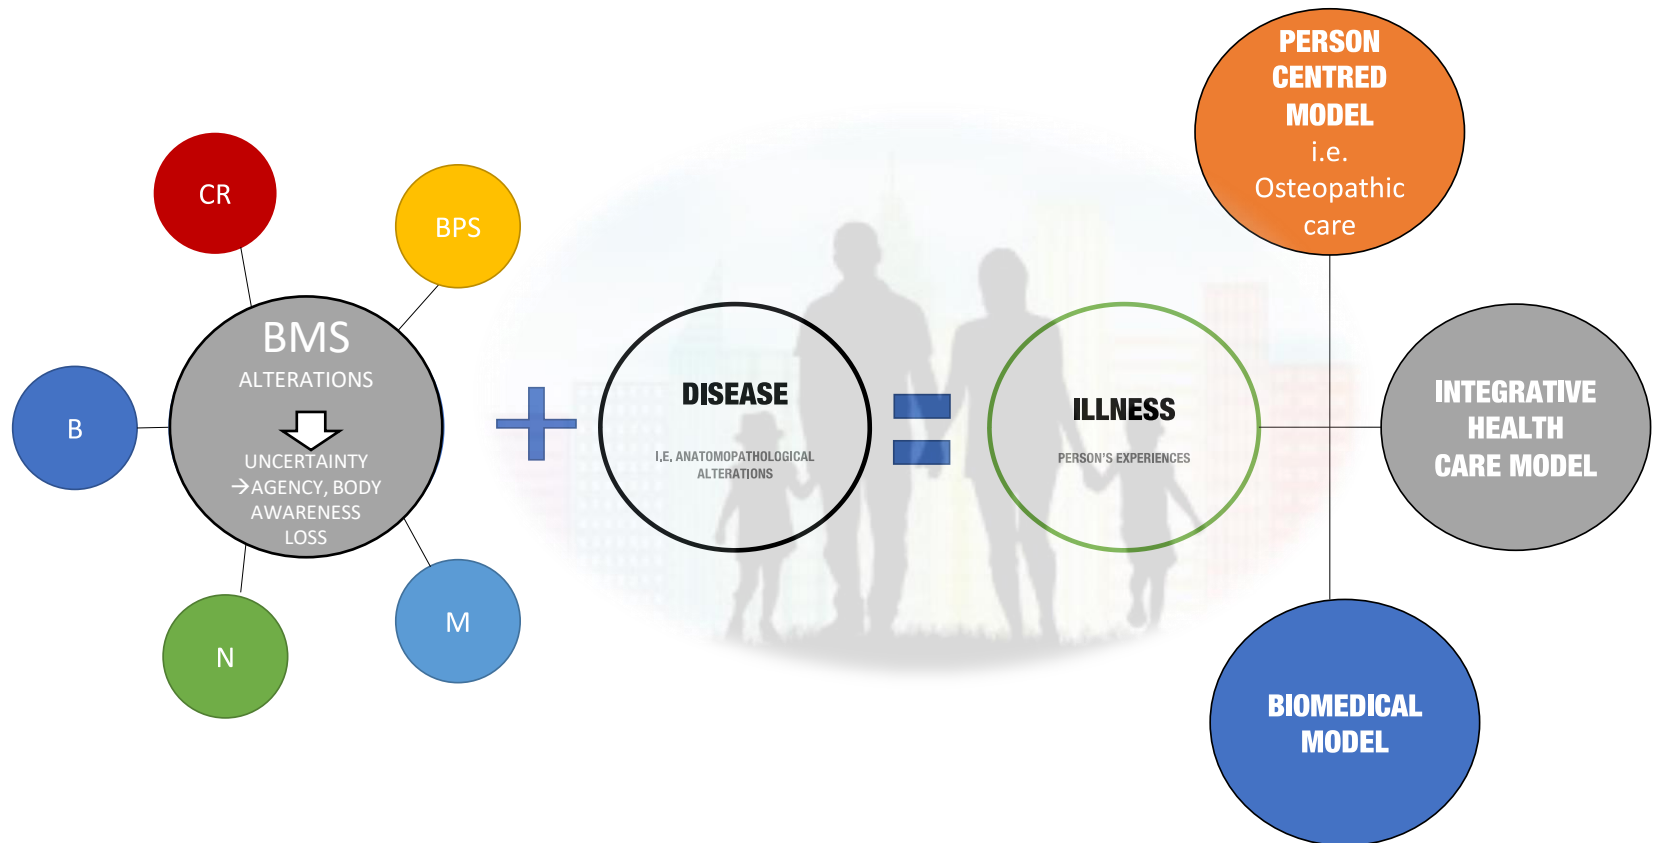 CR
BPS
B
BMS
ALTERATIONS
UNCERTAINTY
→AGENCY, BODY
AWARENESS
LOSS
N
M
DISEASE
I,E, ANATOMOPATHOLOGICAL
ALTERATIONS
ILLNESS
PERSON'S EXPERIENCES
PERSON
CENTRED
MODEL
i.e.
Osteopathic
care
INTEGRATIVE
HEALTH
CARE MODEL
BIOMEDICAL
MODEL